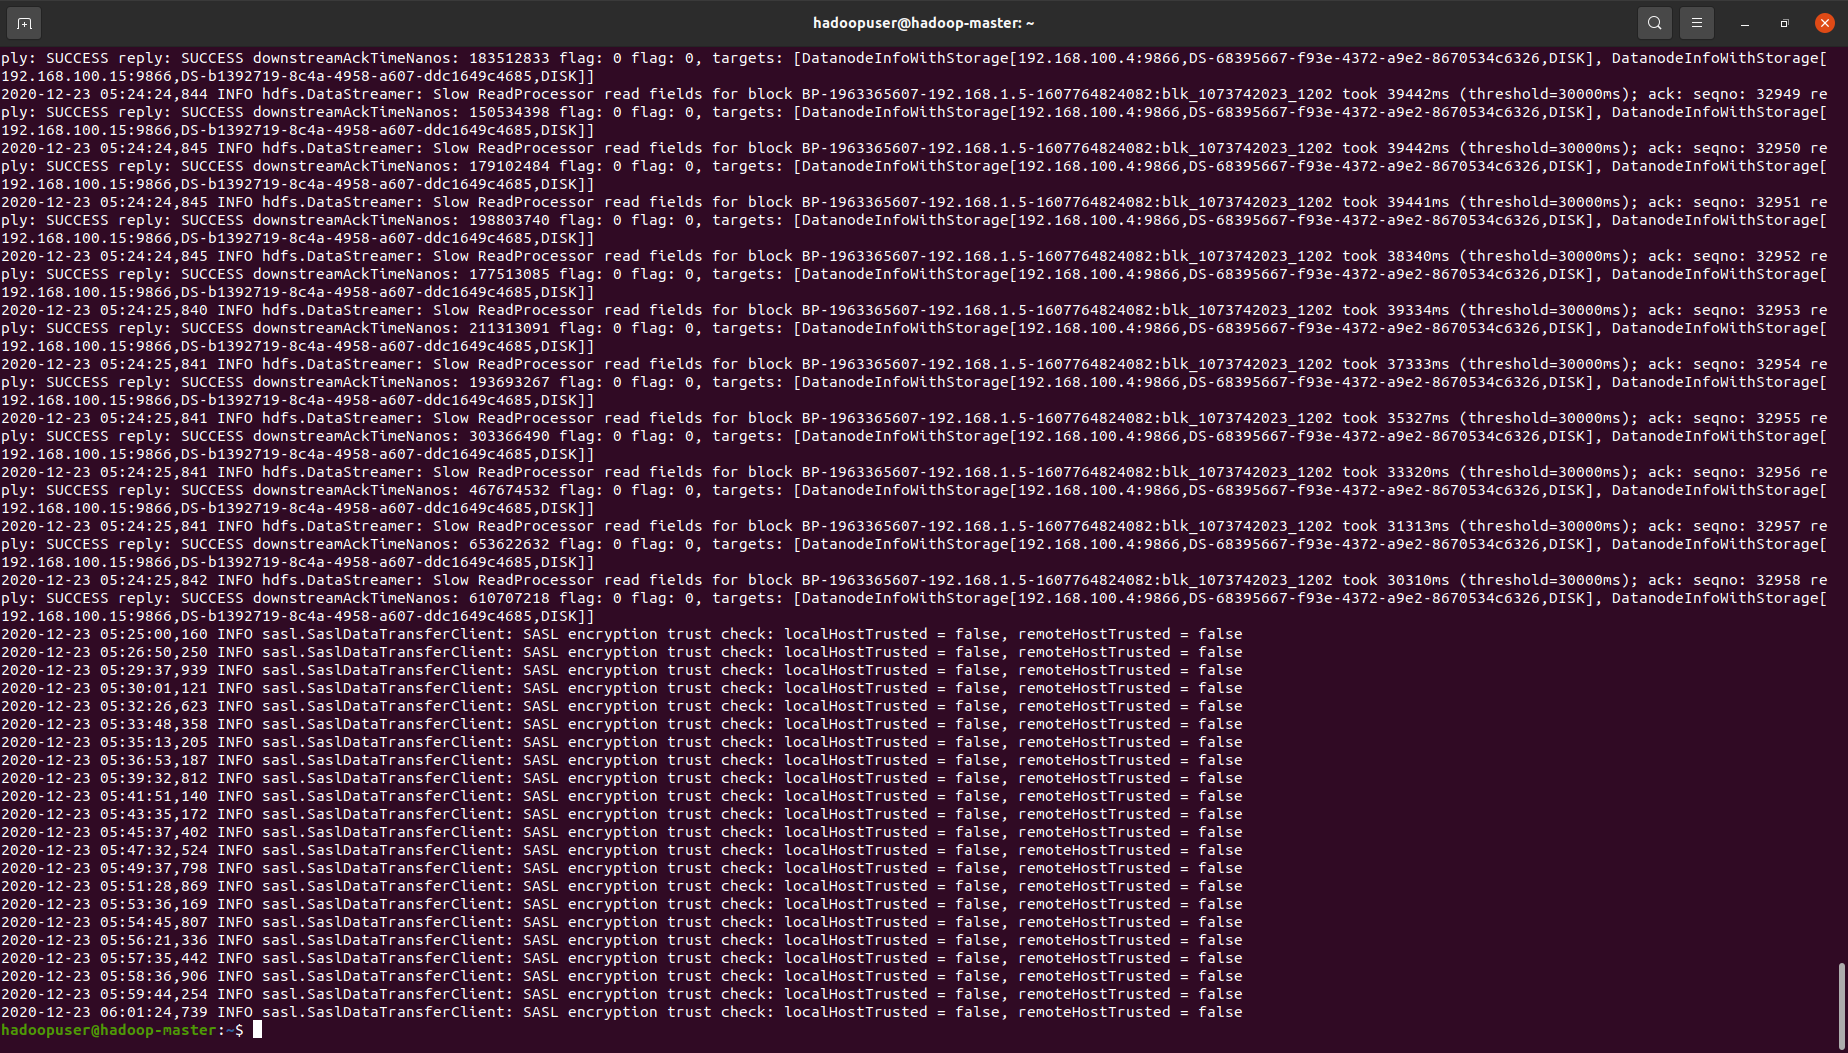 hadoopuser@hadoop-master: ~
ply: SUCCESS reply: SUCCESS downstreamAckTimeNanos: 183512833 flag: 0 flag: 0, targets: [DatanodeInfoWithStorage[192.168.100.4:9866,DS-68395667-f93e-4372-a9e2-8670534c6326,DISK], DatanodeInfoWithStorage[
192.168.100.15:9866,DS-b1392719-8c4a-4958-a607-ddc1649c4685,DISK]]
2020-12-23 05:24:24,844 INFO hdfs.DataStreamer: Slow ReadProcessor read fields for block BP-1963365607-192.168.1.5-1607764824082:blk_1073742023_1202 took 39442ms (threshold=30000ms); ack: seqno: 32949 re
ply: SUCCESS reply: SUCCESS downstreamAckTimeNanos: 150534398 flag: 0 flag: 0, targets: [DatanodeInfoWithStorage[192.168.100.4:9866,DS-68395667-f93e-4372-a9e2-8670534c6326,DISK], DatanodeInfoWithStorage[
192.168.100.15:9866,DS-b1392719-8c4a-4958-a607-ddc1649c4685,DISK]]
2020-12-23 05:24:24,845 INFO hdfs.DataStreamer: Slow ReadProcessor read fields for block BP-1963365607-192.168.1.5-1607764824082:blk_1073742023_1202 took 39442ms (threshold=30000ms); ack: seqno: 32950 re
ply: SUCCESS reply: SUCCESS downstreamAckTimeNanos: 179102484 flag: 0 flag: 0, targets: [DatanodeInfoWithStorage[192.168.100.4:9866,DS-68395667-f93e-4372-a9e2-8670534c6326,DISK], DatanodeInfoWithStorage[
192.168.100.15:9866,DS-b1392719-8c4a-4958-a607-ddc1649c4685,DISK]]
2020-12-23 05:24:24,845 INFO hdfs.DataStreamer: Slow ReadProcessor read fields for block BP-1963365607-192.168.1.5-1607764824082:blk_1073742023_1202 took 39441ms (threshold=30000ms); ack: seqno: 32951 re
ply: SUCCESS reply: SUCCESS downstreamAckTimeNanos: 198803740 flag: 0 flag: 0, targets: [DatanodeInfoWithStorage[192.168.100.4:9866,DS-68395667-f93e-4372-a9e2-8670534c6326,DISK], DatanodeInfoWithStorage[
192.168.100.15:9866,DS-b1392719-8c4a-4958-a607-ddc1649c4685,DISK]]
2020-12-23 05:24:24,845 INFO hdfs.DataStreamer: Slow ReadProcessor read fields for block BP-1963365607-192.168.1.5-1607764824082:blk_1073742023_1202 took 38340ms (threshold=30000ms); ack: seqno: 32952 re
ply: SUCCESS reply: SUCCESS downstreamAckTimeNanos: 177513085 flag: 0 flag: 0, targets: [DatanodeInfoWithStorage[192.168.100.4:9866,DS-68395667-f93e-4372-a9e2-8670534c6326,DISK], DatanodeInfoWithStorage[
192.168.100.15:9866,DS-b1392719-8c4a-4958-a607-ddc1649c4685,DISK]]
2020-12-23 05:24:25,840 INFO hdfs.DataStreamer: Slow ReadProcessor read fields for block BP-1963365607-192.168.1.5-1607764824082:blk_1073742023_1202 took 39334ms (threshold=30000ms); ack: seqno: 32953 re
ply: SUCCESS reply: SUCCESS downstreamAckTimeNanos: 211313091 flag: 0 flag: 0, targets: [DatanodeInfoWithStorage[192.168.100.4:9866,DS-68395667-f93e-4372-a9e2-8670534c6326,DISK], DatanodeInfoWithStorage[
192.168.100.15:9866,DS-b1392719-8c4a-4958-a607-ddc1649c4685,DISK]]
2020-12-23 05:24:25,841 INFO hdfs.DataStreamer: Slow ReadProcessor read fields for block BP-1963365607-192.168.1.5-1607764824082:blk_1073742023_1202 took 37333ms (threshold=30000ms); ack: seqno: 32954 re
ply: SUCCESS reply: SUCCESS downstreamAckTimeNanos: 193693267 flag: 0 flag: 0, targets: [DatanodeInfoWithStorage[192.168.100.4:9866,DS-68395667-f93e-4372-a9e2-8670534c6326,DISK], DatanodeInfoWithStorage[
192.168.100.15:9866,DS-b1392719-8c4a-4958-a607-ddc1649c4685,DISK]]
2020-12-23 05:24:25,841 INFO hdfs.DataStreamer: Slow ReadProcessor read fields for block BP-1963365607-192.168.1.5-1607764824082:blk_1073742023_1202 took 35327ms (threshold=30000ms); ack: seqno: 32955 re
ply: SUCCESS reply: SUCCESS downstreamAckTimeNanos: 303366490 flag: 0 flag: 0, targets: [DatanodeInfoWithStorage[192.168.100.4:9866,DS-68395667-f93e-4372-a9e2-8670534c6326,DISK], DatanodeInfoWithStorage[
192.168.100.15:9866,DS-b1392719-8c4a-4958-a607-ddc1649c4685,DISK]]
2020-12-23 05:24:25,841 INFO hdfs.DataStreamer: Slow ReadProcessor read fields for block BP-1963365607-192.168.1.5-1607764824082:blk_1073742023_1202 took 33320ms (threshold=30000ms); ack: seqno: 32956 re
ply: SUCCESS reply: SUCCESS downstreamAckTimeNanos: 467674532 flag: 0 flag: 0, targets: [DatanodeInfoWithStorage[192.168.100.4:9866,DS-68395667-f93e-4372-a9e2-8670534c6326,DISK], DatanodeInfoWithStorage[
192.168.100.15:9866,DS-b1392719-8c4a-4958-a607-ddc1649c4685,DISK]]
2020-12-23 05:24:25,841 INFO hdfs.DataStreamer: Slow ReadProcessor read fields for block BP-1963365607-192.168.1.5-1607764824082:blk_1073742023_1202 took 31313ms (threshold=30000ms); ack: seqno: 32957 re
ply: SUCCESS reply: SUCCESS downstreamAckTimeNanos: 653622632 flag: 0 flag: 0, targets: [DatanodeInfoWithStorage[192.168.100.4:9866,DS-68395667-f93e-4372-a9e2-8670534c6326,DISK], DatanodeInfoWithStorage[
192.168.100.15:9866,DS-b1392719-8c4a-4958-a607-ddc1649c4685,DISK]]
2020-12-23 05:24:25,842 INFO hdfs.DataStreamer: Slow ReadProcessor read fields for block BP-1963365607-192.168.1.5-1607764824082:blk_1073742023_1202 took 30310ms (threshold=30000ms); ack: seqno: 32958 re
ply: SUCCESS reply: SUCCESS downstreamAckTimeNanos: 610707218 flag: 0 flag: 0, targets: [DatanodeInfoWithStorage[192.168.100.4:9866,DS-68395667-f93e-4372-a9e2-8670534c6326,DISK], DatanodeInfoWithStorage[
192.168.100.15:9866,DS-b1392719-8c4a-4958-a607-ddc1649c4685,DISK]]
2020-12-23 05:25:00,160 INFO sasl.SaslDataTransferClient: SASL encryption trust check: localHostTrusted = false, remoteHostTrusted = false
2020-12-23 05:26:50,250 INFO sasl.SaslDataTransferClient: SASL encryption trust check: localHostTrusted = false, remoteHostTrusted = false
2020-12-23 05:29:37,939 INFO sasl.SaslDataTransferClient: SASL encryption trust check: localHostTrusted = false, remoteHostTrusted = false
2020-12-23 05:30:01,121 INFO sasl.SaslDataTransferClient: SASL encryption trust check: localHostTrusted = false, remoteHostTrusted = false
2020-12-23 05:32:26,623 INFO sasl.SaslDataTransferClient: SASL encryption trust check: localHostTrusted = false, remoteHostTrusted = false
2020-12-23 05:33:48,358 INFO sasl.SaslDataTransferClient: SASL encryption trust check: localHostTrusted = false, remoteHostTrusted = false
2020-12-23 05:35:13,205 INFO sasl.SaslDataTransferClient: SASL encryption trust check: localHostTrusted = false, remoteHostTrusted = false
2020-12-23 05:36:53,187 INFO sasl.SaslDataTransferClient: SASL encryption trust check: localHostTrusted = false, remoteHostTrusted = false
2020-12-23 05:39:32,812 INFO sasl.SaslDataTransferClient: SASL encryption trust check: localHostTrusted = false, remoteHostTrusted = false
2020-12-23 05:41:51,140 INFO sasl.SaslDataTransferClient: SASL encryption trust check: localHostTrusted = false, remoteHostTrusted = false
2020-12-23 05:43:35,172 INFO sasl.SaslDataTransferClient: SASL encryption trust check: localHostTrusted = false, remoteHostTrusted = false
2020-12-23 05:45:37,402 INFO sasl.SaslDataTransferClient: SASL encryption trust check: localHostTrusted = false, remoteHostTrusted = false
2020-12-23 05:47:32,524 INFO sasl.SaslDataTransferClient: SASL encryption trust check: localHostTrusted = false, remoteHostTrusted = false
2020-12-23 05:49:37,798 INFO sasl.SaslDataTransferClient: SASL encryption trust check: localHostTrusted = false, remoteHostTrusted = false
2020-12-23 05:51:28,869 INFO sasl.SaslDataTransferClient: SASL encryption trust check: localHostTrusted = false, remoteHostTrusted = false
2020-12-23 05:53:36,169 INFO sasl.SaslDataTransferClient: SASL encryption trust check: localHostTrusted = false, remoteHostTrusted = false
2020-12-23 05:54:45,807 INFO sasl.SaslDataTransferClient: SASL encryption trust check: localHostTrusted = false, remoteHostTrusted = false
2020-12-23 05:56:21,336 INFO sasl.SaslDataTransferClient: SASL encryption trust check: localHostTrusted = false, remoteHostTrusted = false
2020-12-23 05:57:35,442 INFO sasl.SaslDataTransferClient: SASL encryption trust check: localHostTrusted = false, remoteHostTrusted = false
2020-12-23 05:58:36,906 INFO sasl.SaslDataTransferClient: SASL encryption trust check: localHostTrusted = false, remoteHostTrusted = false
2020-12-23 05:59:44,254 INFO sasl.SaslDataTransferClient: SASL encryption trust check: localHostTrusted = false, remoteHostTrusted = false
2020-12-23 06:01:24,739 INFO sasl.SaslDataTransferClient: SASL encryption trust check: localHostTrusted = false, remoteHostTrusted = false
hadoopuser@hadoop-master:~$